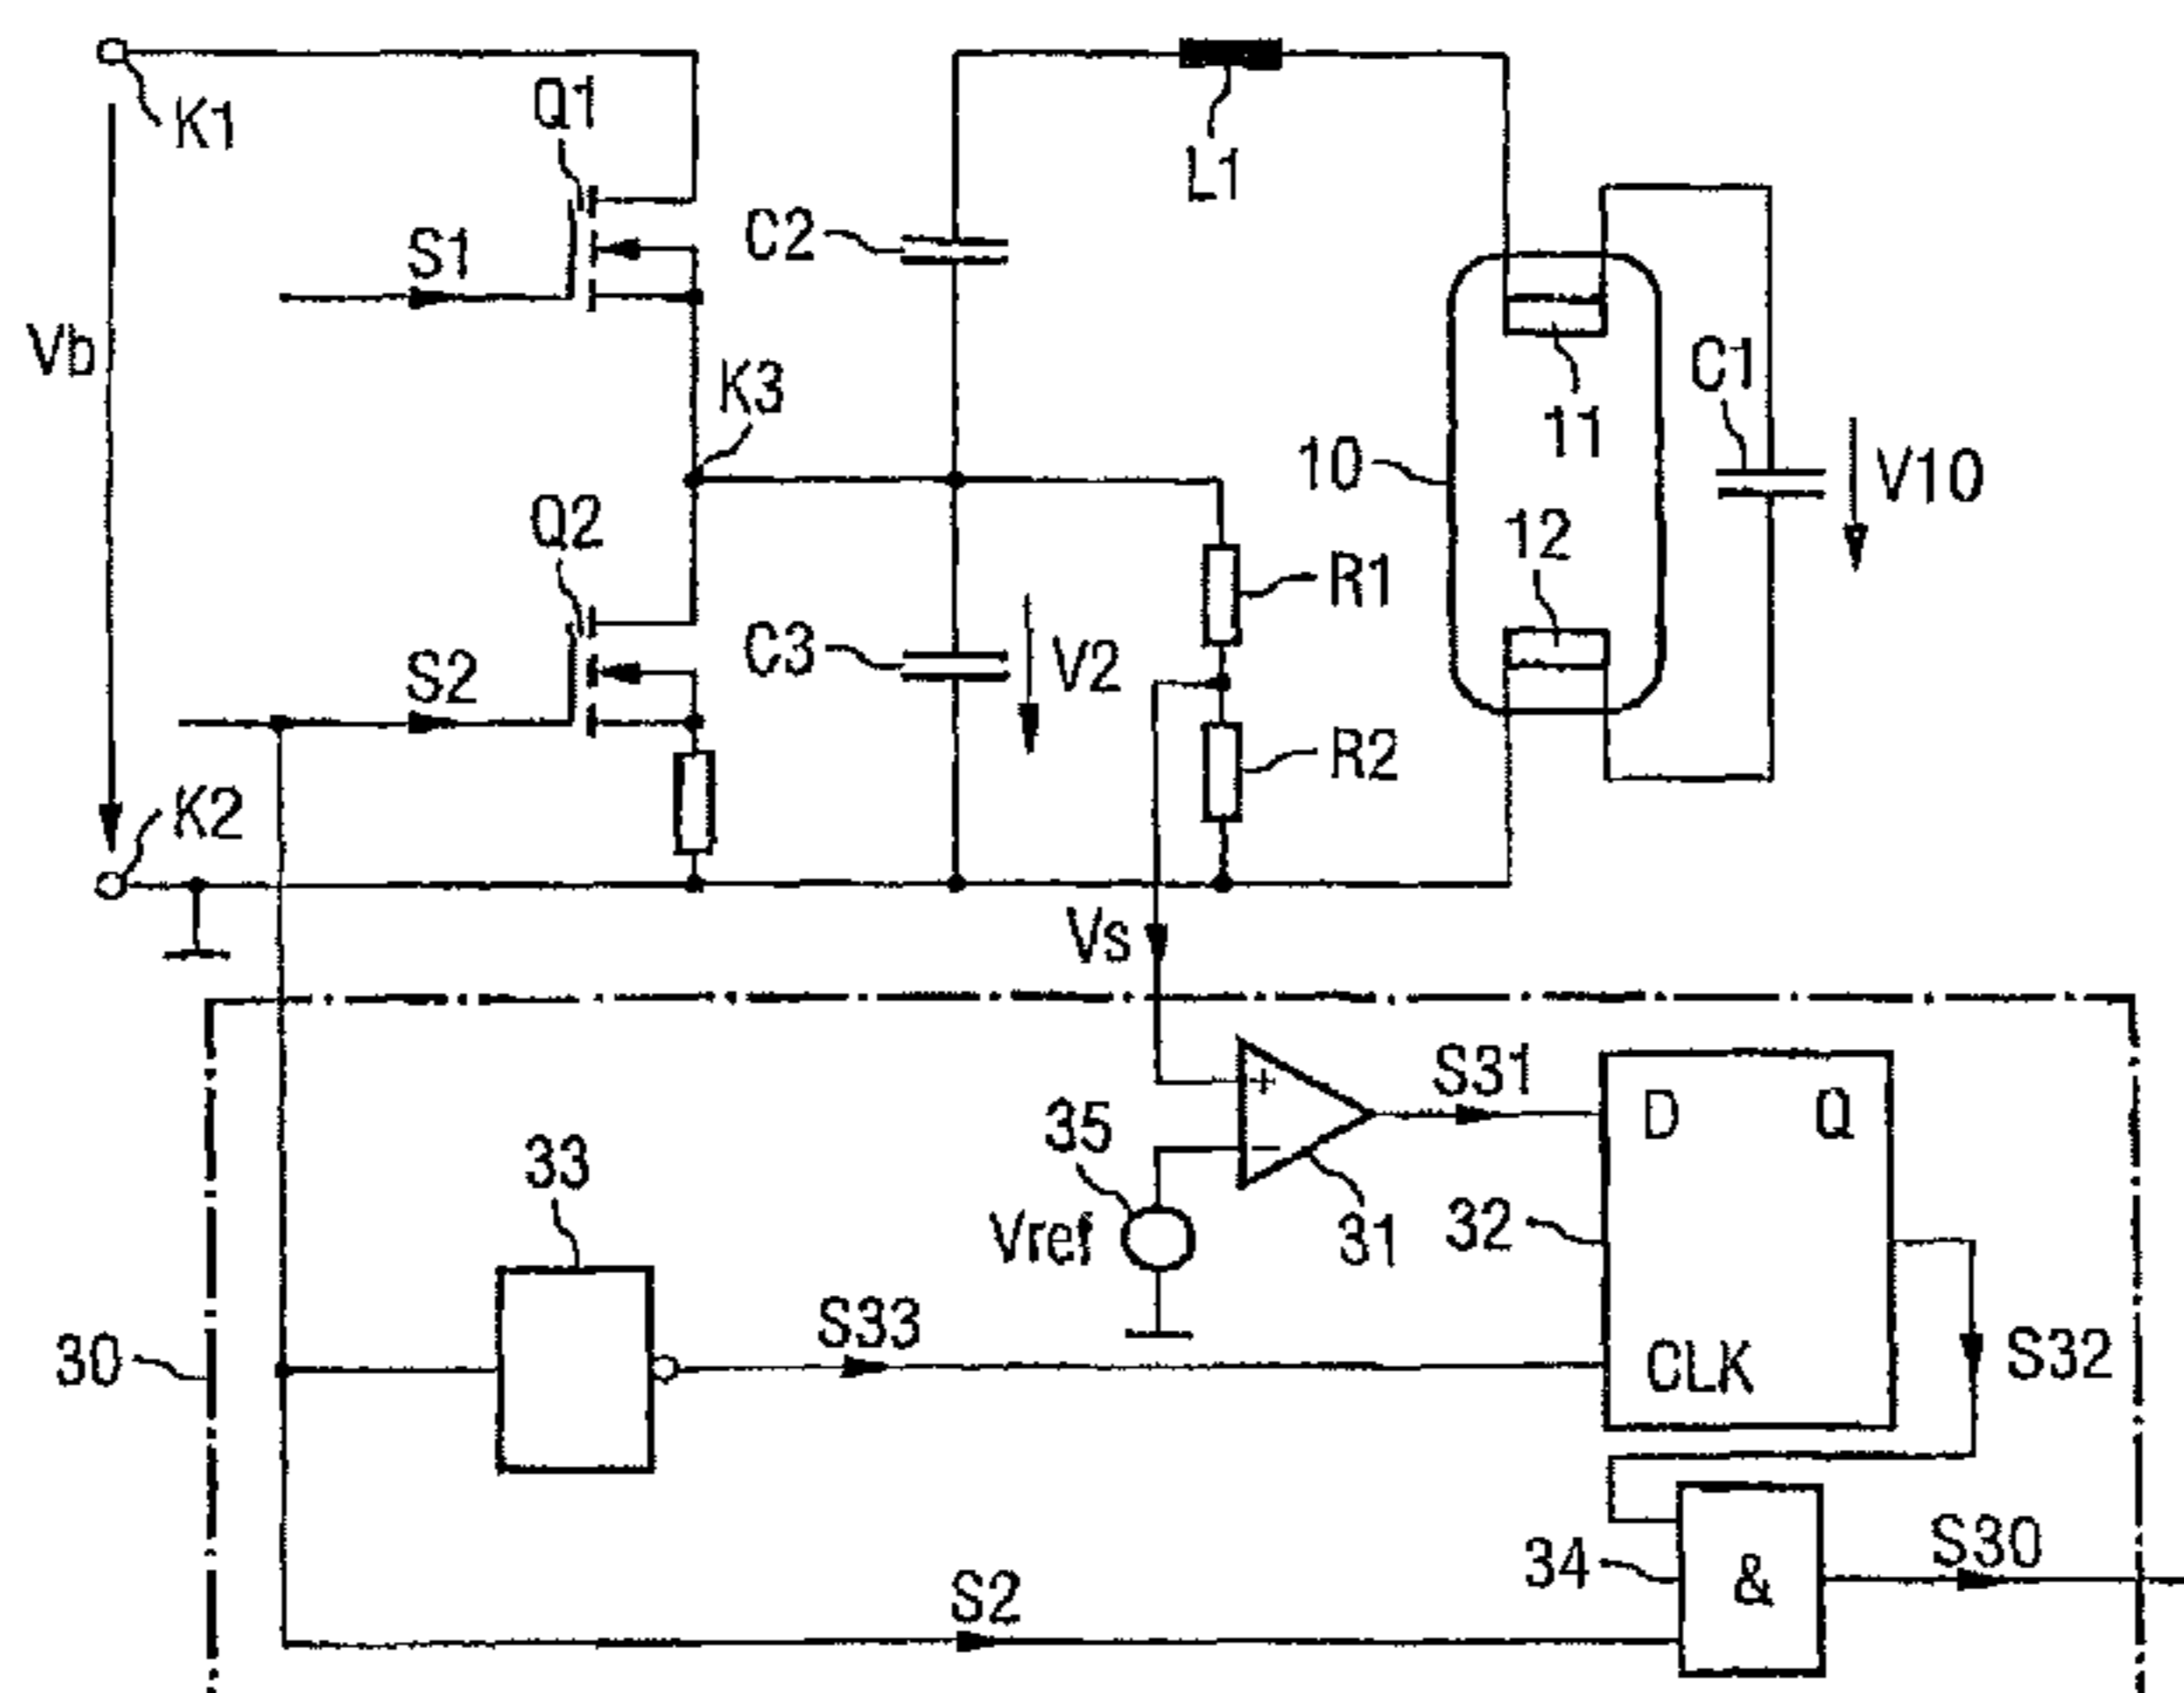 K1
Q1
L1
S1
C2
Vb
K3
C1
11
10
V10
Q2
12
R1
C3
V2
S2
R2
K2
Vs
S31
D Q
35
33
Vref
31
32
S33
CLK
S32
30
+
−
S30
34
&
S2